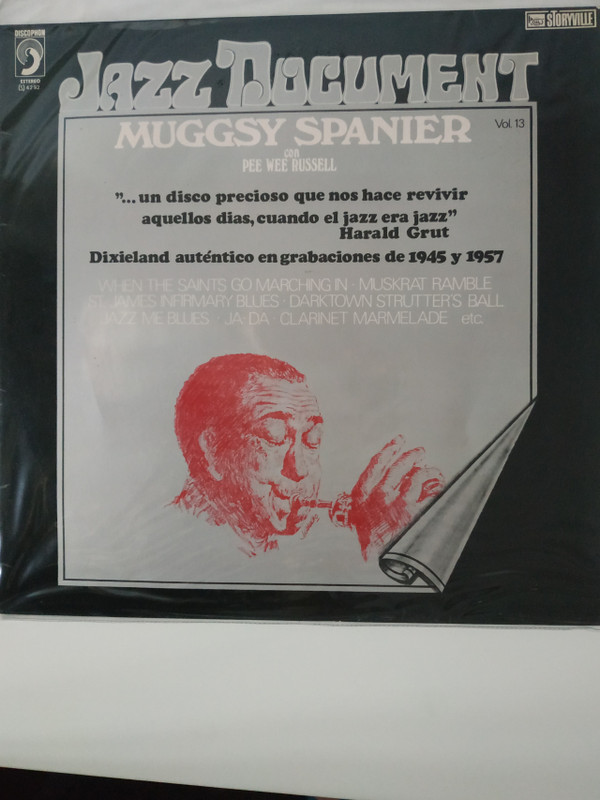 DISCOPHON
ESTEREO
STORYVILLE
JAZZ DOCUMENT
MUGGSY SPANIER
Vol. 13
con
PEE WEE RUSSELL
"... un disco precioso que nos hace revivir
aquellos dias, cuando el jazz era jazz"
Harald Grut
Dixieland auténtico en grabaciones de 1945 y 1957
WHEN THE SAINTS GO MARCHING IN · MUSKRAT RAMBLE
ST. JAMES INFIRMARY BLUES · DARKTOWN STRUTTER'S BALL
JAZZ ME BLUES · JA-DA CLARINET MARMELADE etc.